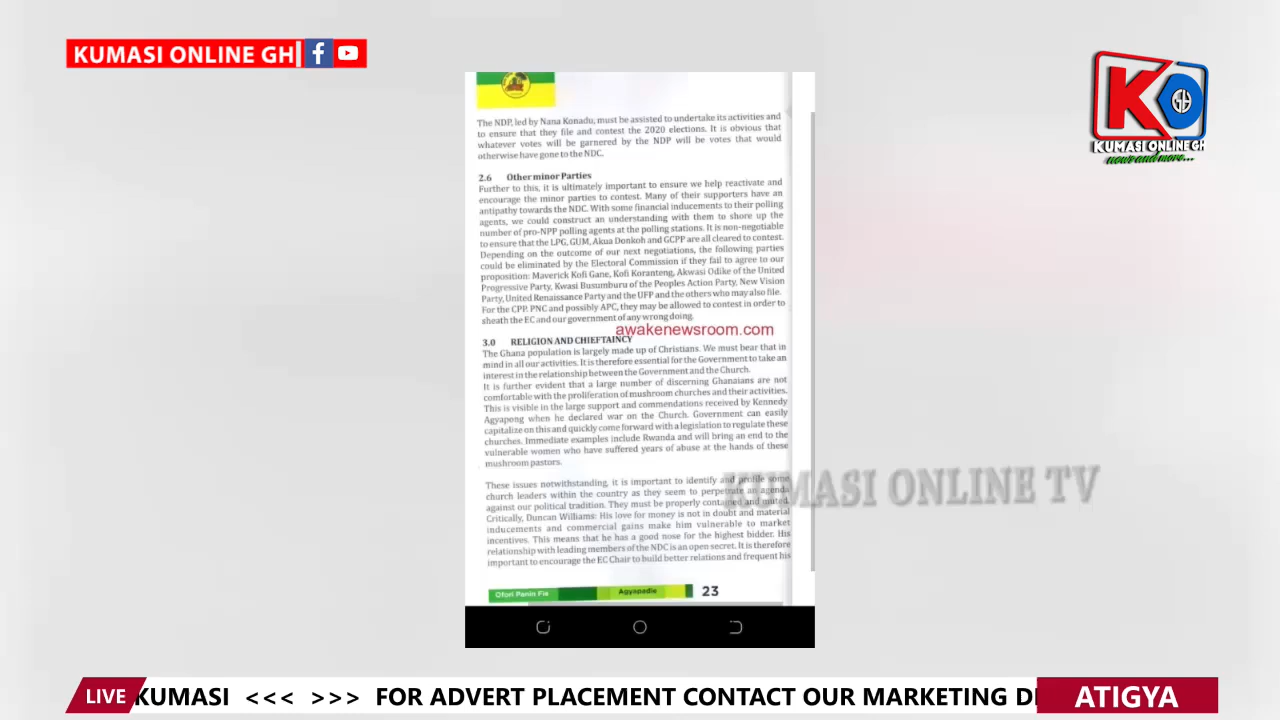 KUMASI ONLINE GH
KO
GH
KUMASI ONLINE GH
news and more...
The NDP, led by Nana Konadu, must be assisted to undertake its activities and
to ensure that they file and contest the 2020 elections. It is obvious that
whatever votes will be garnered by the NDP will be votes that would
otherwise have gone to the NDC.
2.6 Other minor Parties
Further to this, it is ultimately important to ensure we help reactivate and
encourage the minor parties to contest. Many of their supporters have an
antipathy towards the NDC. With some financial inducements to their polling
agents, we could construct an understanding with them to shore up the
number of pro-NPP polling agents at the polling stations. It is non-negotiable
to ensure that the LPG, GUM, Akua Donkoh and GCPP are all cleared to contest.
Depending on the outcome of our next negotiations, the following parties
could be eliminated by the Electoral Commission if they fail to agree to our
proposition: Maverick Kofi Gane, Kofi Koranteng, Akwasi Odike of the United
Progressive Party, Kwasi Busumburu of the Peoples Action Party, New Vision
Party, United Renaissance Party and the UFP and the others who may also file.
For the CPP, PNC and possibly APC, they may be allowed to contest in order to
sheath the EC and our government of any wrong doing.
awakenewsroom.com
3.0 RELIGION AND CHIEFTAINCY
The Ghana population is largely made up of Christians. We must bear that in
mind in all our activities. It is therefore essential for the Government to take an
interest in the relationship between the Government and the Church.
It is further evident that a large number of discerning Ghanaians are not
comfortable with the proliferation of mushroom churches and their activities.
This is visible in the large support and commendations received by Kennedy
Agyapong when he declared war on the Church. Government can easily
capitalize on this and quickly come forward with a legislation to regulate these
churches. Immediate examples include Rwanda and will bring an end to the
vulnerable women who have suffered years of abuse at the hands of these
mushroom pastors.
These issues notwithstanding, it is important to identify and profile some
church leaders within the country as they seem to perpetrate an agenda
against our political tradition. They must be properly contained and muted.
Critically, Duncan Williams: His love for money is not in doubt and material
inducements and commercial gains make him vulnerable to market
incentives. This means that he has a good nose for the highest bidder. His
relationship with leading members of the NDC is an open secret. It is therefore
important to encourage the EC Chair to build better relations and frequent his
KUMASI ONLINE TV
Ofori Panin Fie Agyapadie 23
LIVE KUMASI <<< >>> FOR ADVERT PLACEMENT CONTACT OUR MARKETING ATIGYA